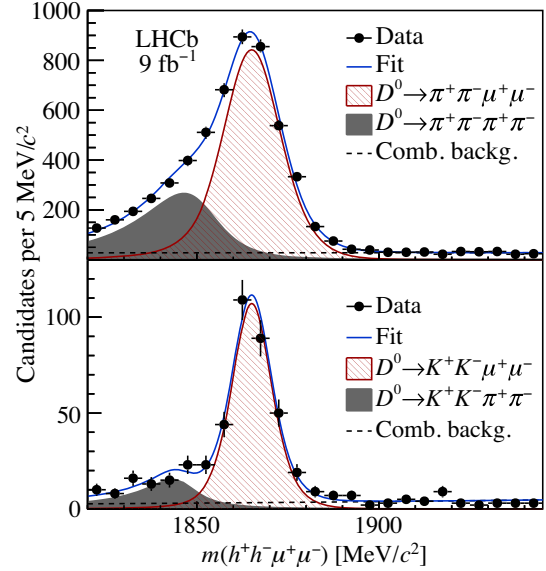 1000
800
600
400
200
LHCb
9 fb⁻¹
Data
Fit
D⁰→π⁺π⁻μ⁺μ⁻
D⁰→π⁺π⁻π⁺π⁻
Comb. backg.
Candidates per 5 MeV/c²
100
50
0
Data
Fit
D⁰→K⁺K⁻μ⁺μ⁻
D⁰→K⁺K⁻π⁺π⁻
Comb. backg.
1850 1900
m(h⁺h⁻μ⁺μ⁻) [MeV/c²]